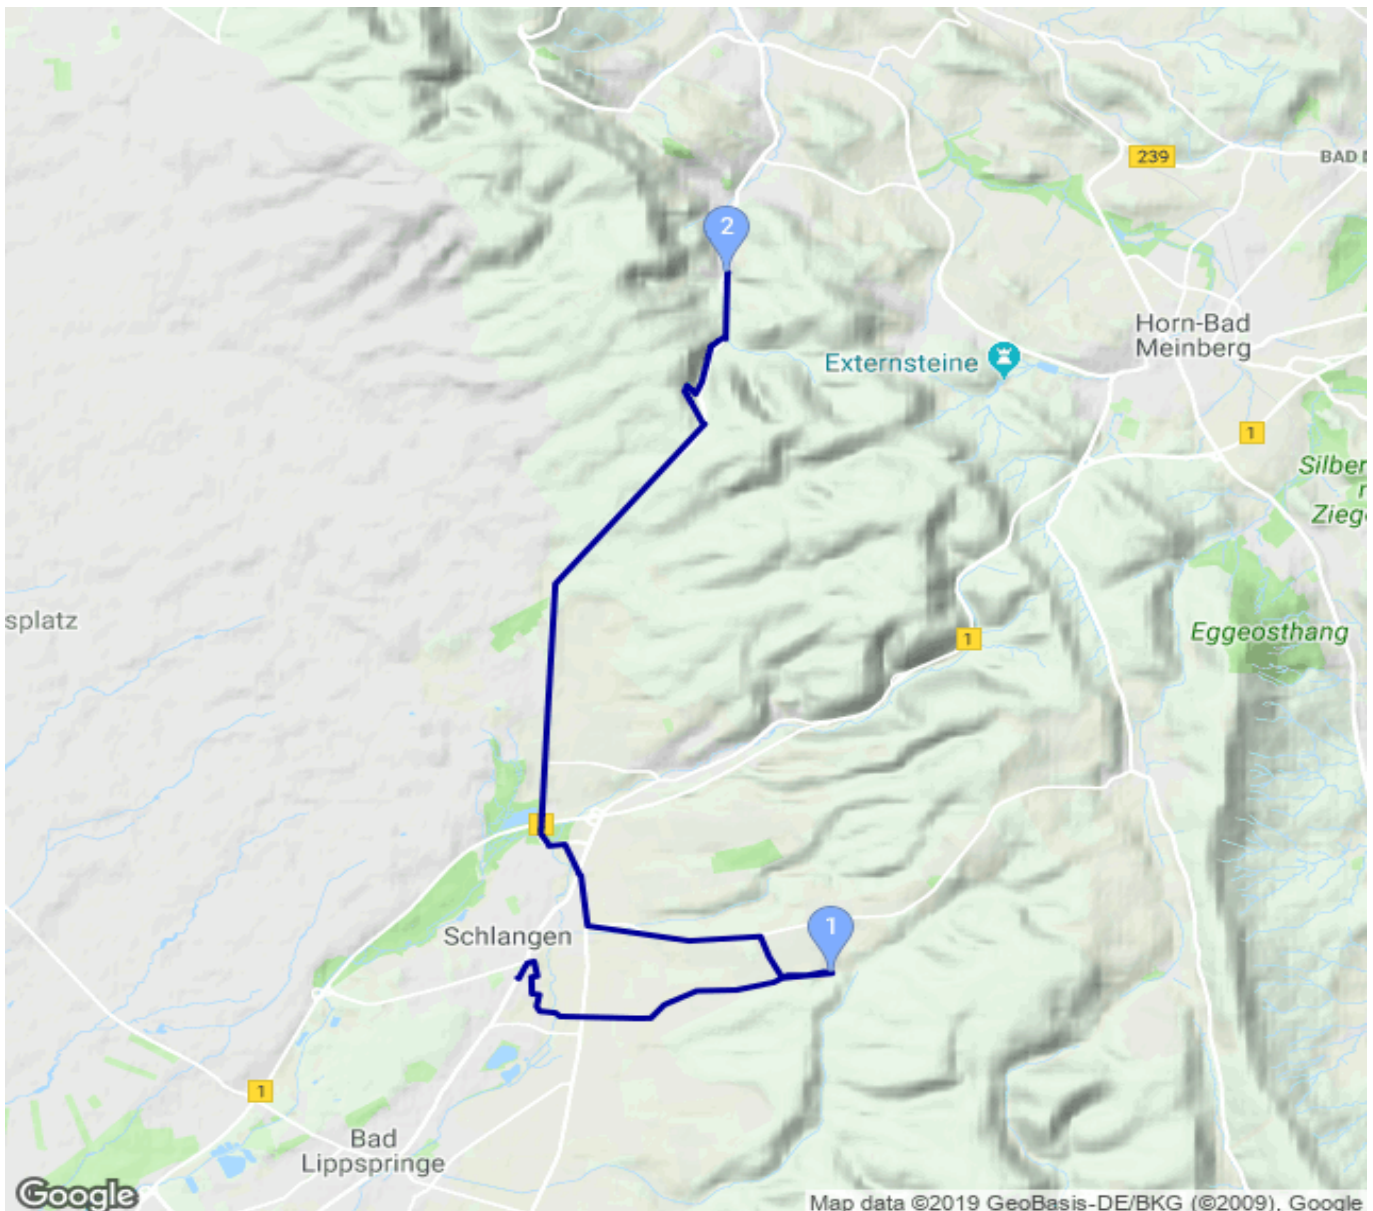 239
BAD
2
Horn-Bad
Meinberg
Externsteine
1
Silber
Zieg
splatz
1
Eggeosthang
1
Schlangen
1
Bad
Lippspringe
Google
Map data ©2019 GeoBasis-DE/BKG (©2009), Google